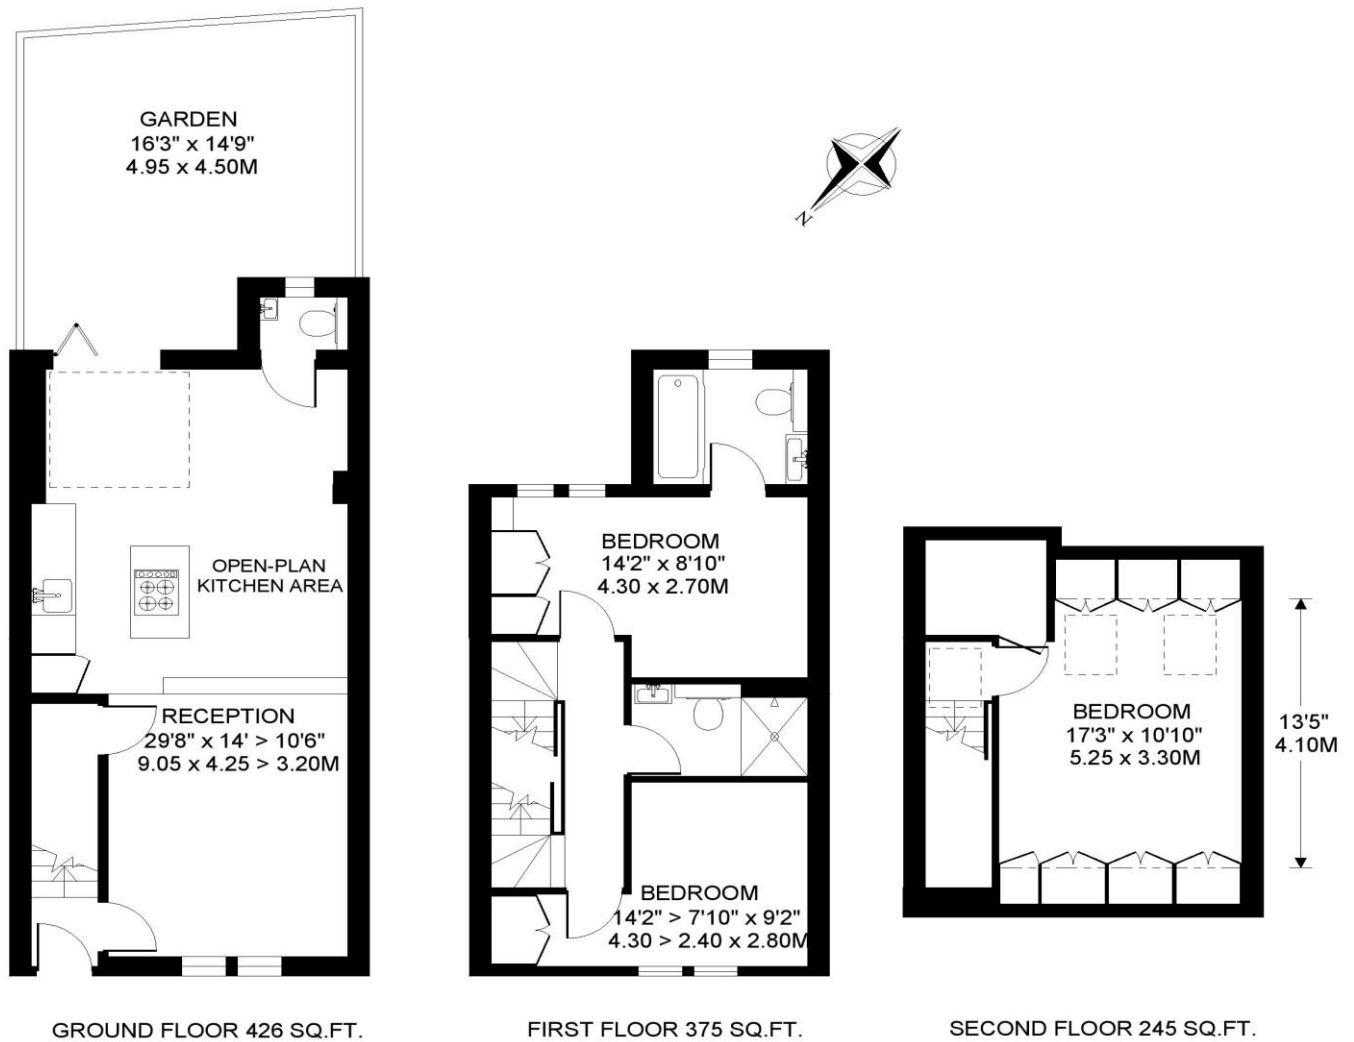 GARDEN
16'3" x 14'9"
4.95 x 4.50M
N
OPEN-PLAN
KITCHEN AREA
RECEPTION
29'8" x 14' > 10'6"
9.05 x 4.25 > 3.20M
GROUND FLOOR 426 SQ.FT.
BEDROOM
14'2" x 8'10"
4.30 x 2.70M
BEDROOM
14'2" > 7'10" x 9'2"
4.30 > 2.40 x 2.80M
FIRST FLOOR 375 SQ.FT.
BEDROOM
17'3" x 10'10"
5.25 x 3.30M
13'5"
4.10M
SECOND FLOOR 245 SQ.FT.